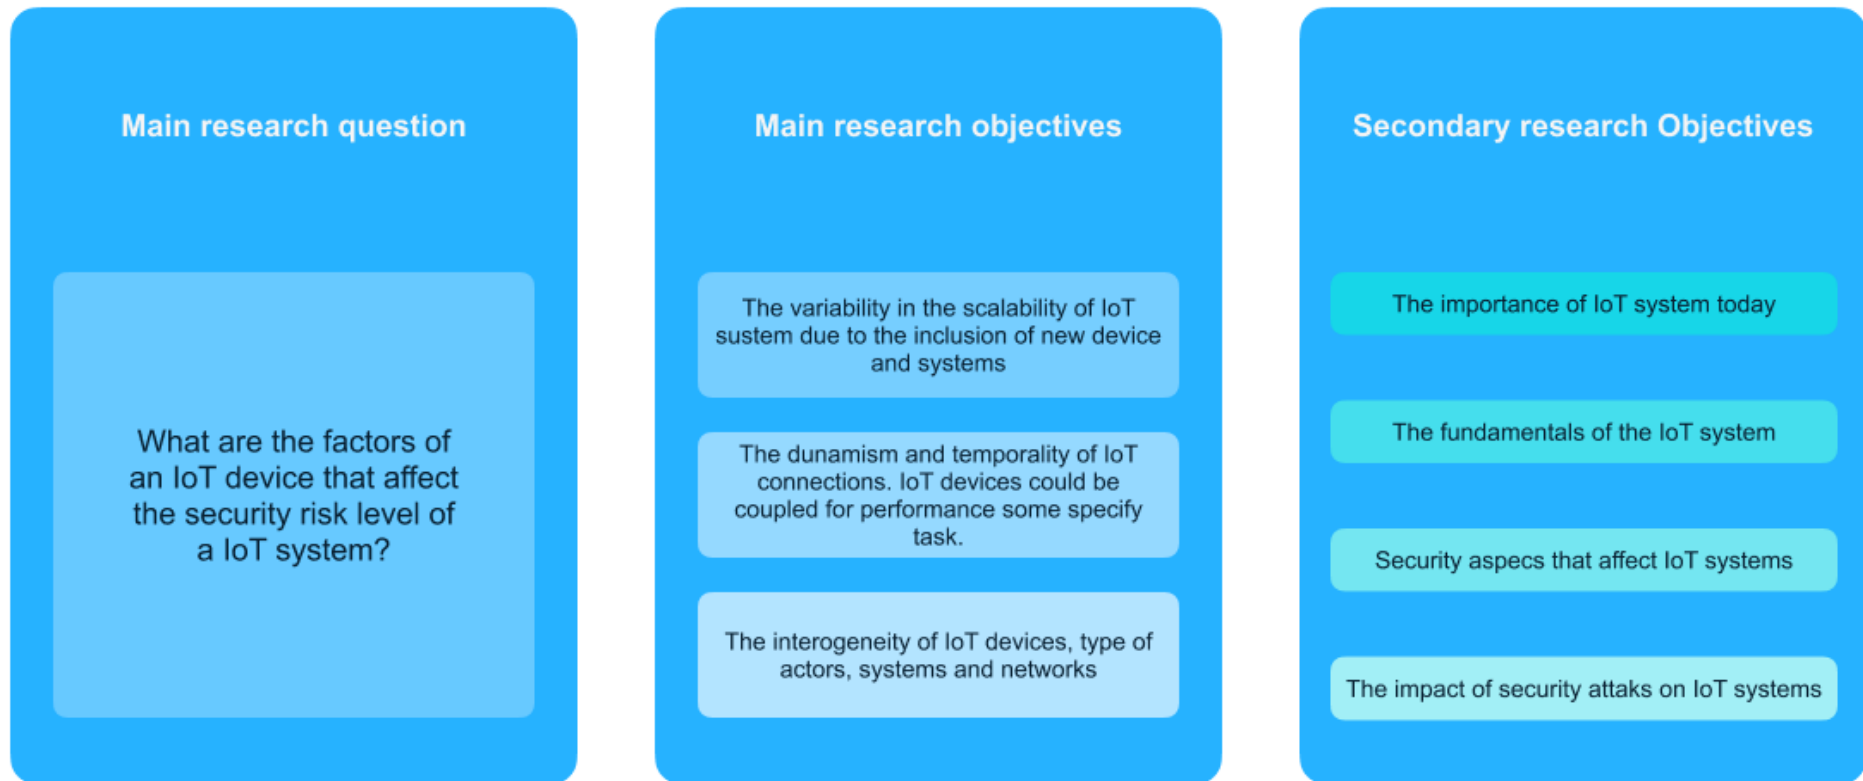 Main research question
What are the factors of
an IoT device that affect
the security risk level of
a IoT system?
Main research objectives
The variability in the scalability of IoT
sustem due to the inclusion of new device
and systems
The dunamism and temporality of IoT
connections. IoT devices could be
coupled for performance some specify
task.
The interogeneity of IoT devices, type of
actors, systems and networks
Secondary research Objectives
The importance of IoT system today
The fundamentals of the IoT system
Security aspecs that affect IoT systems
The impact of security attaks on IoT systems